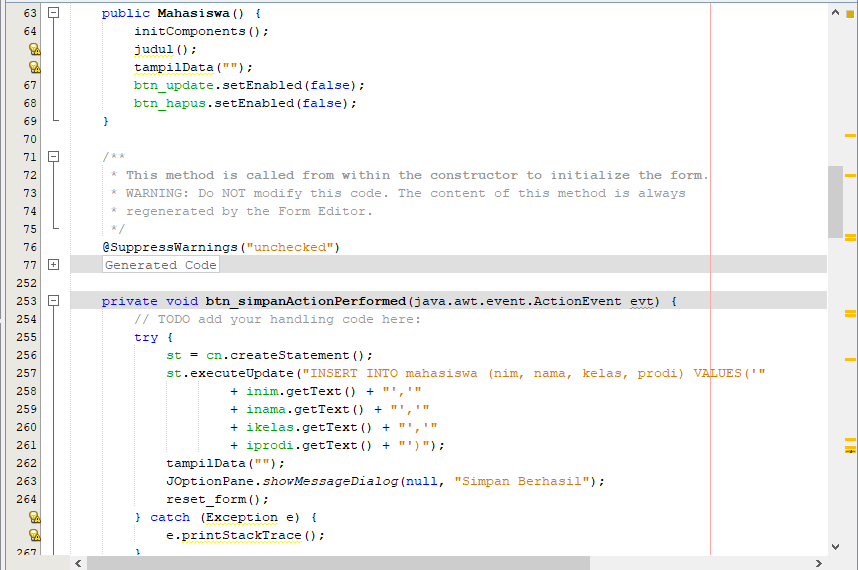 63 public Mahasiswa() {
64 initComponents();
judul();
tampilData("");
67 btn_update.setEnabled(false);
68 btn_hapus.setEnabled(false);
69 }
70
71 /**
72 * This method is called from within the constructor to initialize the form.
73 * WARNING: Do NOT modify this code. The content of this method is always
74 * regenerated by the Form Editor.
75 */
76 @SuppressWarnings("unchecked")
77 Generated Code
252
253 private void btn_simpanActionPerformed(java.awt.event.ActionEvent evt) {
254 // TODO add your handling code here:
255 try {
256 st = cn.createStatement();
257 st.executeUpdate("INSERT INTO mahasiswa (nim, nama, kelas, prodi) VALUES('"
258 + inim.getText() + "','"
259 + inama.getText() + "','"
260 + ikelas.getText() + "','"
261 + iprodi.getText() + "')");
262 tampilData("");
263 JOptionPane.showMessageDialog(null, "Simpan Berhasil");
264 reset_form();
} catch (Exception e) {
e.printStackTrace();
267 }